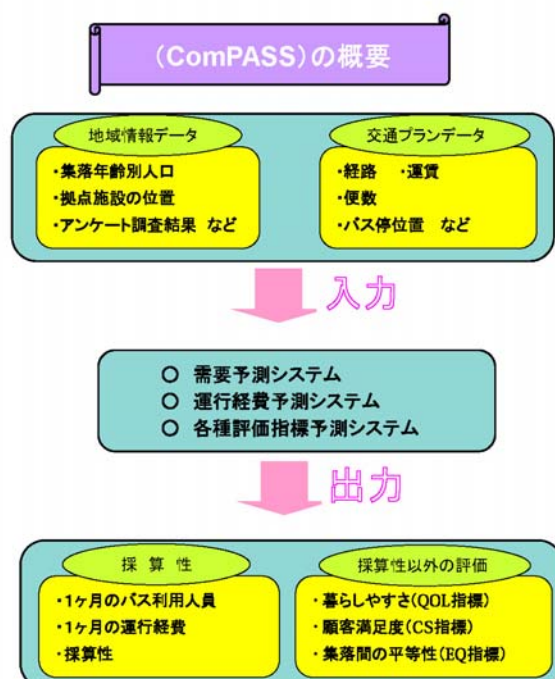 (ComPASS)の概要
地域情報データ
・集落年齢別人口
・拠点施設の位置
・アンケート調査結果 など
交通プランデータ
・経路 ・運賃
・便数
・バス停位置 など
入力
○ 需要予測システム
○ 運行経費予測システム
○ 各種評価指標予測システム
出力
採 算 性
・1ヶ月のバス利用人員
・1ヶ月の運行経費
・採算性
採算性以外の評価
・暮らしやすさ(QOL指標)
・顧客満足度(CS指標)
・集落間の平等性(EQ指標)